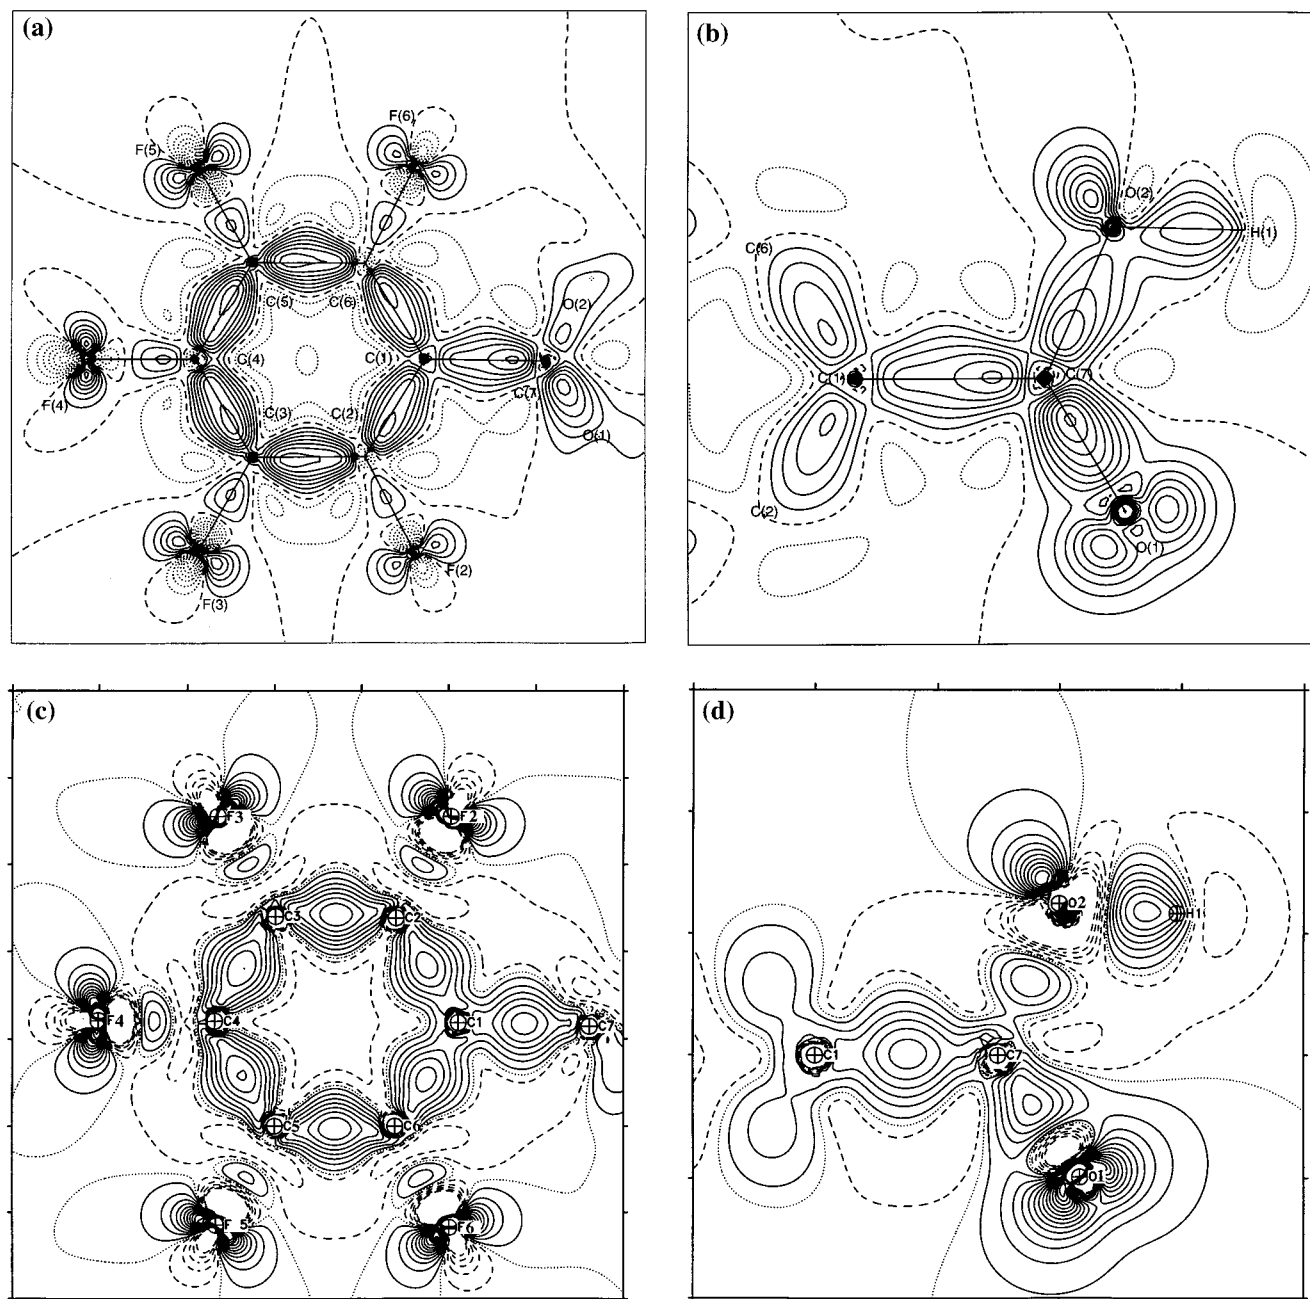 (a)
F(6)
F(5)
O(2)
C(5) C(6)
C(4)
C(1)
C(7)
F(4)
C(3) C(2)
O(1)
F(2)
F(3)
(b)
O(2)
H(1)
C(6)
C(1)
C(7)
C(2)
O(1)
(c)
F3 F2
C3 C2
F4 C4 C1 C7
C5 C6
F5 F6
(d)
O2 H1
C1 C7
O1